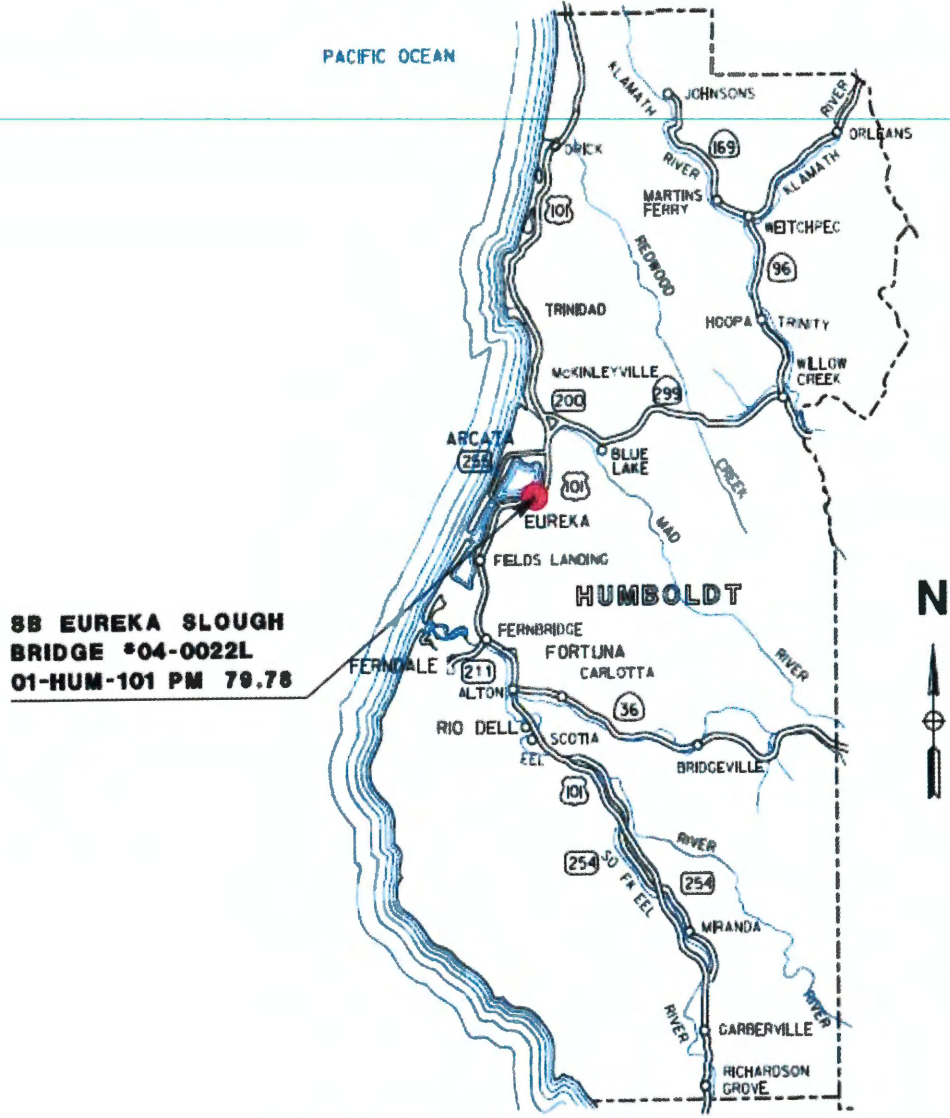 PACIFIC OCEAN
KLAMATH
JOHNSONS
RIVER
ORLEANS
ORICK
169
RIVER
KLAMATH
MARTINS
FERRY
101
WEITCHPEC
REDWOOD
96
TRINIDAD
HOOPA
TRINITY
WILLOW
CREEK
McKINLEYVILLE
299
200
ARCATA
255
BLUE
LAKE
CREEK
101
EUREKA
MAD
FIELDS LANDING
HUMBOLDT
N
SB EUREKA SLOUGH
BRIDGE #04-0022L
01-HUM-101 PM 79.78
FERNBRIDGE
FORTUNA
FERNDALE
211
CARLOTTA
RIVER
ALTON
36
RIO DELL
SCOTIA
EEL
BRIDGEVILLE
101
RIVER
254
SO FK EEL
254
MIRANDA
RIVER
RIVER
GARBERVILLE
RICHARDSON
GROVE